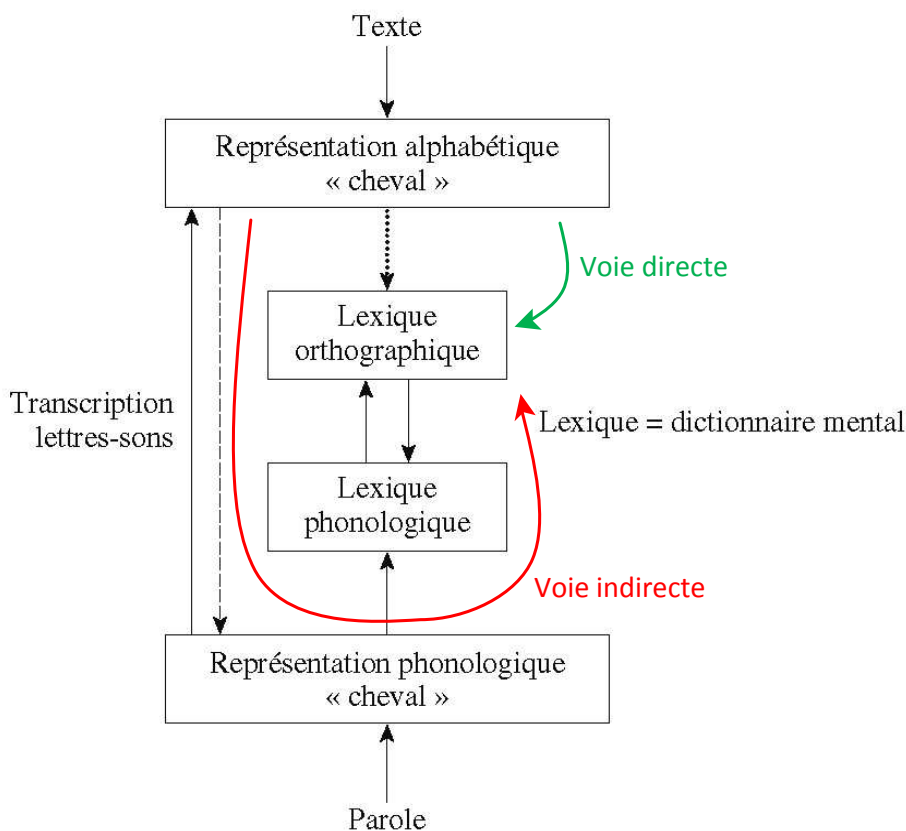 Texte
Représentation alphabétique
« cheval »
Voie directe
Lexique
orthographique
Transcription
lettres-sons
Lexique = dictionnaire mental
Lexique
phonologique
Voie indirecte
Représentation phonologique
« cheval »
Parole